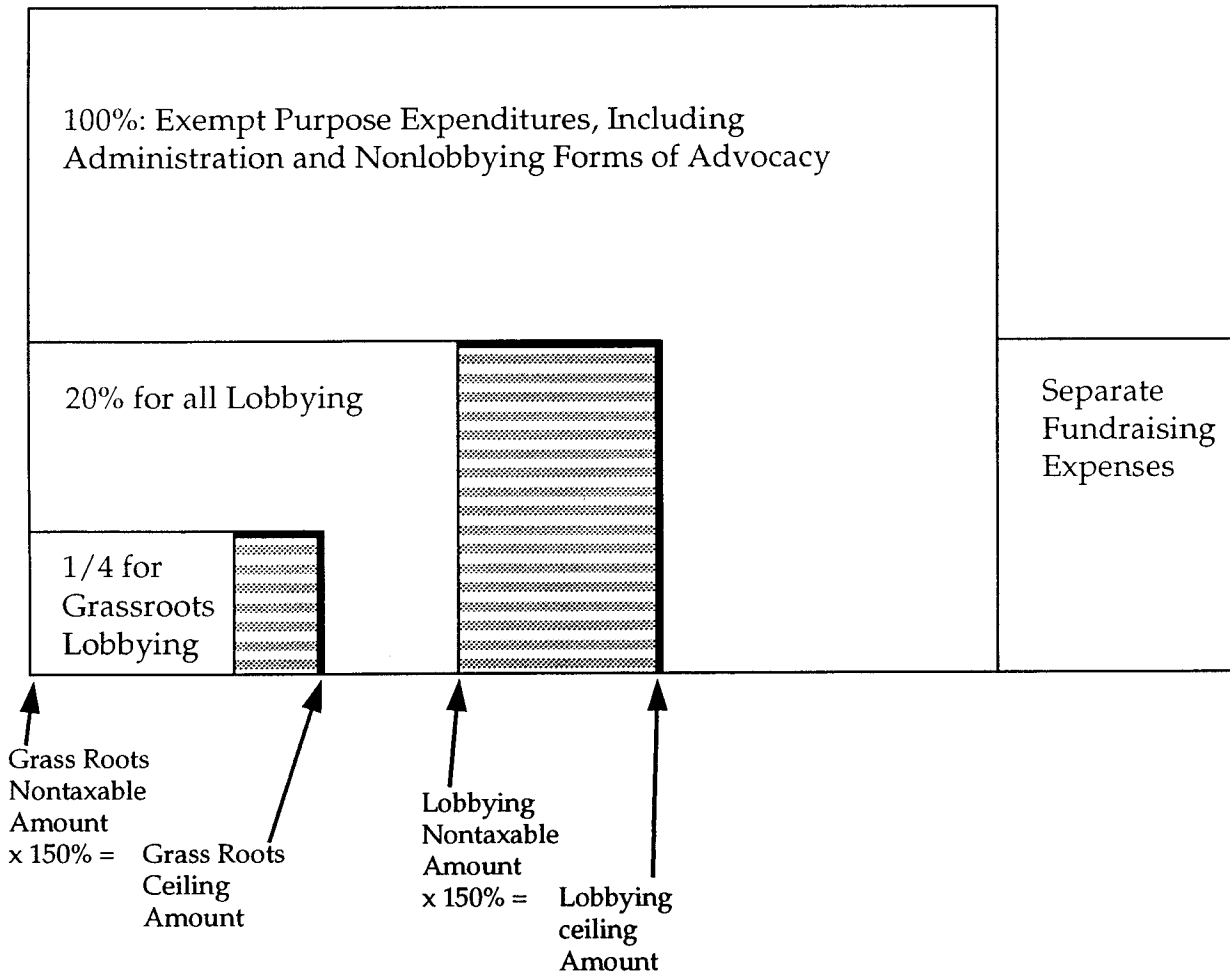 100%: Exempt Purpose Expenditures, Including
Administration and Nonlobbying Forms of Advocacy
20% for all Lobbying
Separate
Fundraising
Expenses
1/4 for
Grassroots
Lobbying
Grass Roots
Nontaxable
Amount
x 150% =
Grass Roots
Ceiling
Amount
Lobbying
Nontaxable
Amount
x 150% =
Lobbying
ceiling
Amount